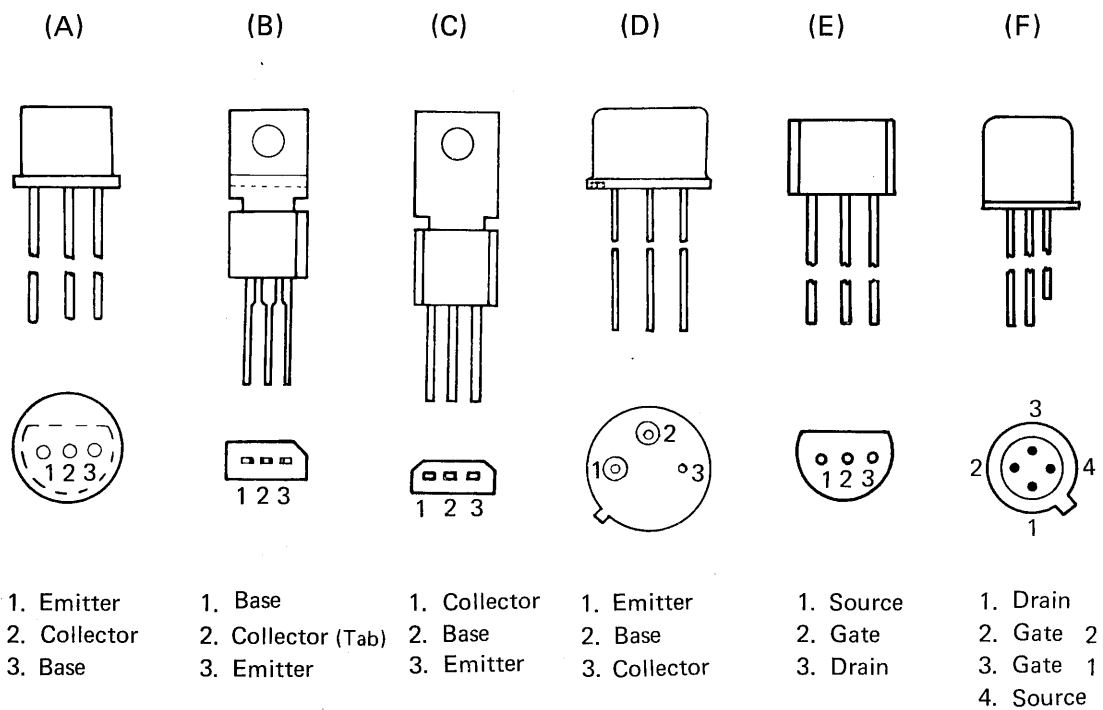 (A) (B) (C) (D) (E) (F)
3
1 2 3
1 2 3
1 2 3
1 2 3
1 2 3
2 4
1
1. Emitter
2. Collector
3. Base
1. Base
2. Collector (Tab)
3. Emitter
1. Collector
2. Base
3. Emitter
1. Emitter
2. Base
3. Collector
1. Source
2. Gate
3. Drain
1. Drain
2. Gate 2
3. Gate 1
4. Source